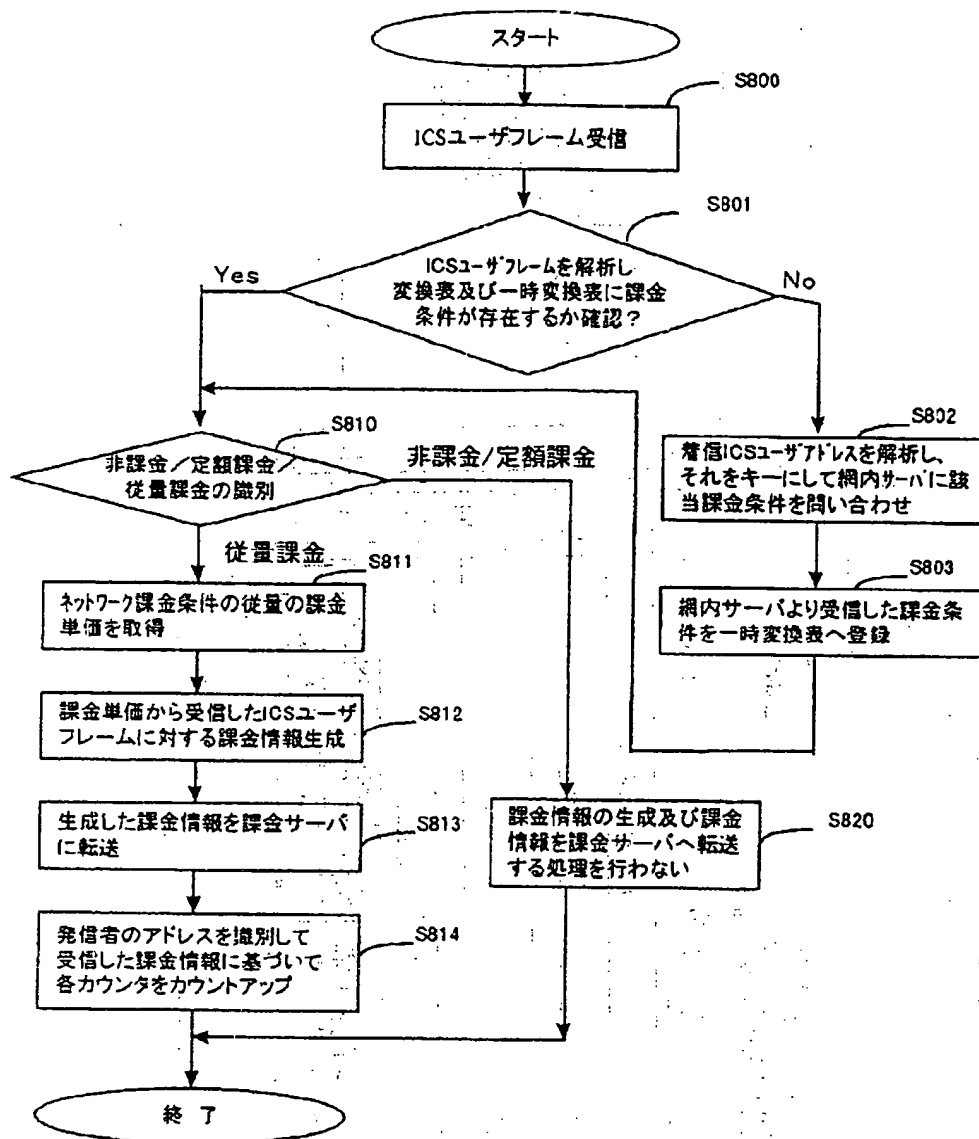 スタート
S800
ICSユーザフレーム受信
S801
ICSユーザフレームを解析し
変換表及び一時変換表に課金
条件が存在するか確認?
Yes
No
S810
非課金/定額課金/
従量課金の識別
非課金/定額課金
従量課金
S802
着信ICSユーザアドレスを解析し、
それをキーにして網内サーバに該
当課金条件を問い合わせ
S803
網内サーバより受信した課金条
件を一時変換表へ登録
S811
ネットワーク課金条件の従量の課金
単価を取得
S812
課金単価から受信したICSユーザ
フレームに対する課金情報生成
S813
生成した課金情報を課金サーバ
に転送
S820
課金情報の生成及び課金
情報を課金サーバへ転送
する処理を行わない
S814
発信者のアドレスを識別して
受信した課金情報に基づいて
各カウンタをカウントアップ
終 了